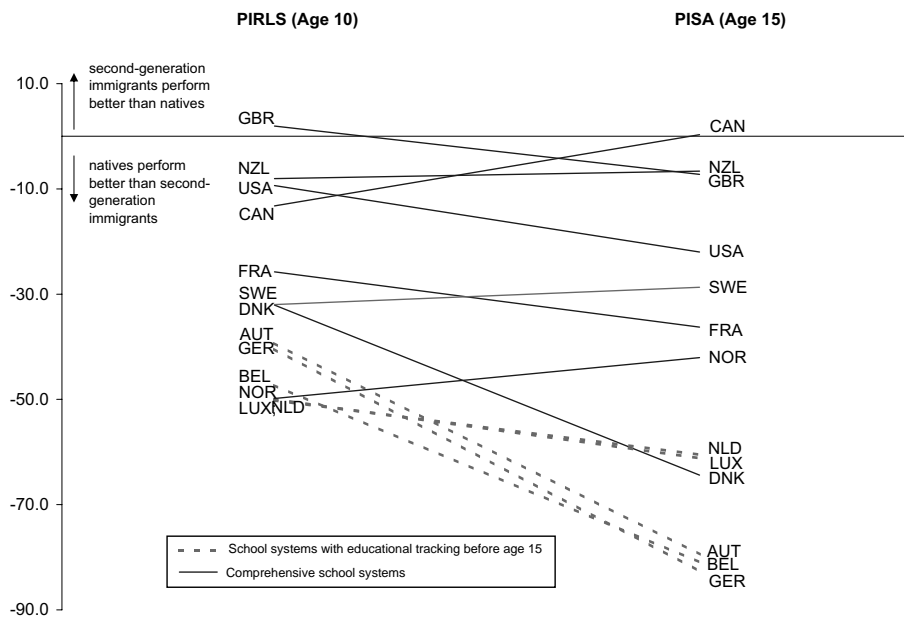 PIRLS (Age 10)
PISA (Age 15)
second-generation
immigrants perform
better than natives
natives perform
better than second-
generation
immigrants
10.0
-10.0
-30.0
-50.0
-70.0
-90.0
GBR
NZL
USA
CAN
FRA
SWE
DNK
AUT
GER
BEL
NOR
LUX,NLD
CAN
NZL
GBR
USA
SWE
FRA
NOR
NLD
LUX
DNK
AUT
BEL
GER
School systems with educational tracking before age 15
Comprehensive school systems